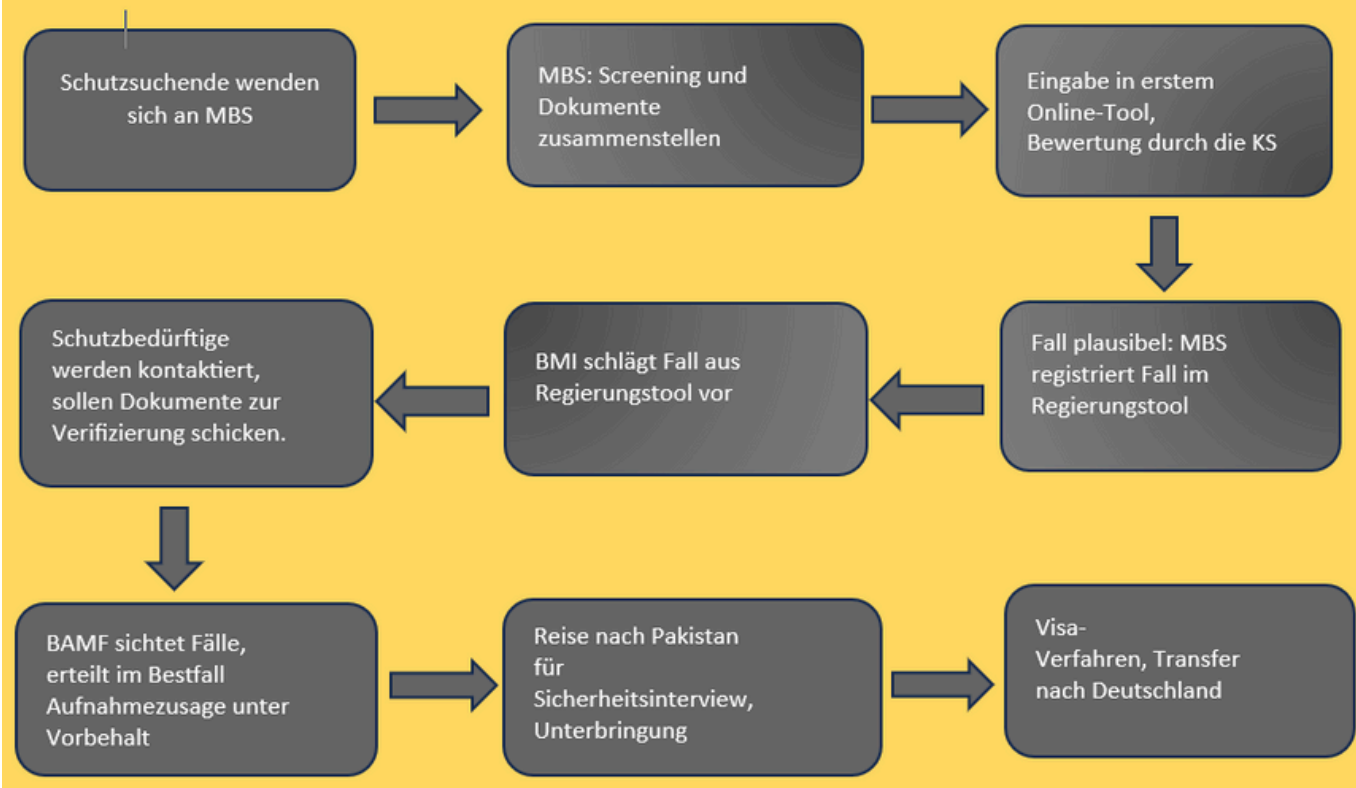 Schutzsuchende wenden
sich an MBS
MBS: Screening und
Dokumente
zusammenstellen
Eingabe in erstem
Online-Tool,
Bewertung durch die KS
Fall plausibel: MBS
registriert Fall im
Regierungstool
BMI schlägt Fall aus
Regierungstool vor
Schutzbedürftige
werden kontaktiert,
sollen Dokumente zur
Verifizierung schicken.
BAMF sichtet Fälle,
erteilt im Bestfall
Aufnahmezusage unter
Vorbehalt
Reise nach Pakistan
für
Sicherheitsinterview,
Unterbringung
Visa-
Verfahren, Transfer
nach Deutschland